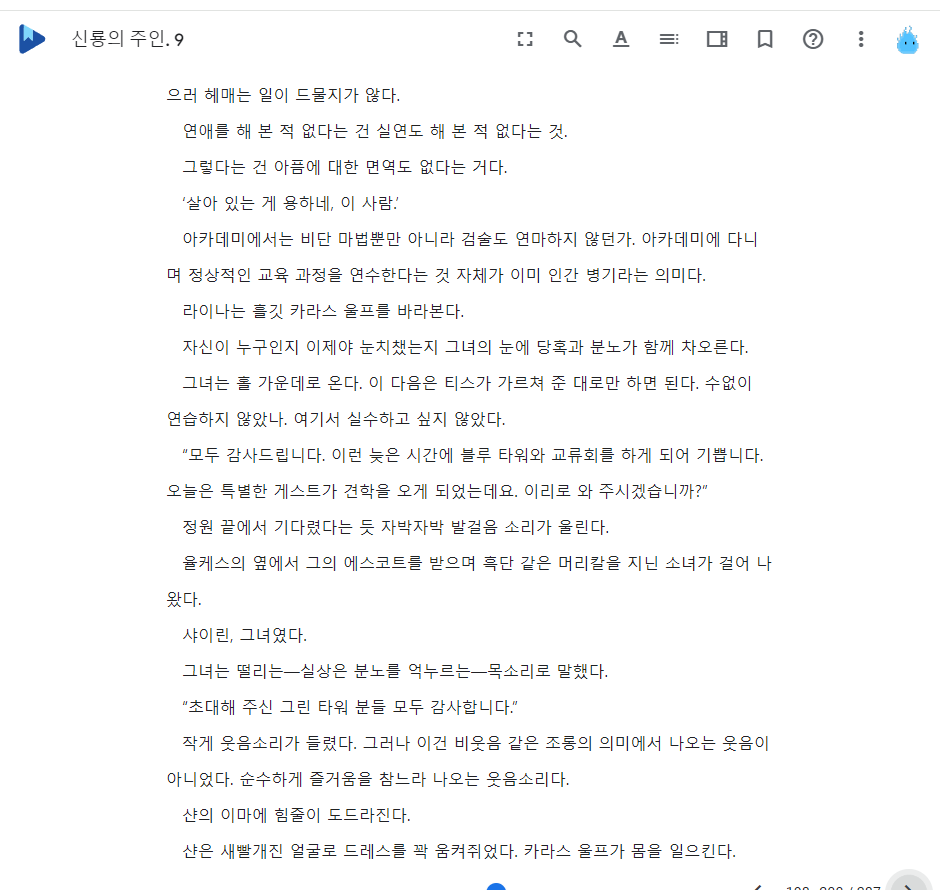 신룡의 주인. 9
으러 헤매는 일이 드물지가 않다.
연애를 해 본 적 없다는 건 실연도 해 본 적 없다는 것.
그렇다는 건 아픔에 대한 면역도 없다는 거다.
‘살아 있는 게 용하네, 이 사람.’
아카데미에서는 비단 마법뿐만 아니라 검술도 연마하지 않던가. 아카데미에 다니
며 정상적인 교육 과정을 연수한다는 것 자체가 이미 인간 병기라는 의미다.
라이나는 흘깃 카라스 울프를 바라본다.
자신이 누구인지 이제야 눈치챘는지 그녀의 눈에 당혹과 분노가 함께 차오른다.
그녀는 홀 가운데로 온다. 이 다음은 티스가 가르쳐 준 대로만 하면 된다. 수없이
연습하지 않았나. 여기서 실수하고 싶지 않았다.
“모두 감사드립니다. 이런 늦은 시간에 블루 타워와 교류회를 하게 되어 기쁩니다.
오늘은 특별한 게스트가 견학을 오게 되었는데요. 이리로 와 주시겠습니까?”
정원 끝에서 기다렸다는 듯 자박자박 발걸음 소리가 울린다.
율케스의 옆에서 그의 에스코트를 받으며 흑단 같은 머리칼을 지닌 소녀가 걸어 나
왔다.
샤이린, 그녀였다.
그녀는 떨리는—실상은 분노를 억누르는—목소리로 말했다.
“초대해 주신 그린 타워 분들 모두 감사합니다.”
작게 웃음소리가 들렸다. 그러나 이건 비웃음 같은 조롱의 의미에서 나오는 웃음이
아니었다. 순수하게 즐거움을 참느라 나오는 웃음소리다.
샨의 이마에 힘줄이 도드라진다.
샨은 새빨개진 얼굴로 드레스를 꽉 움켜쥐었다. 카라스 울프가 몸을 일으킨다.